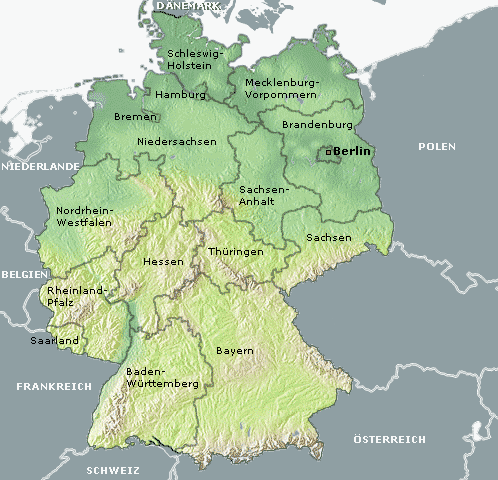 DÄNEMARK
Schleswig-
Holstein
Mecklenburg-
Vorpommern
Hamburg
Bremen
Brandenburg
Niedersachsen
POLEN
Berlin
NIEDERLANDE
Sachsen-
Anhalt
Nordrhein-
Westfalen
Sachsen
Thüringen
Hessen
BELGIEN
Rheinland-
Pfalz
Saarland
Bayern
Baden-
Württemberg
FRANKREICH
ÖSTERREICH
SCHWEIZ